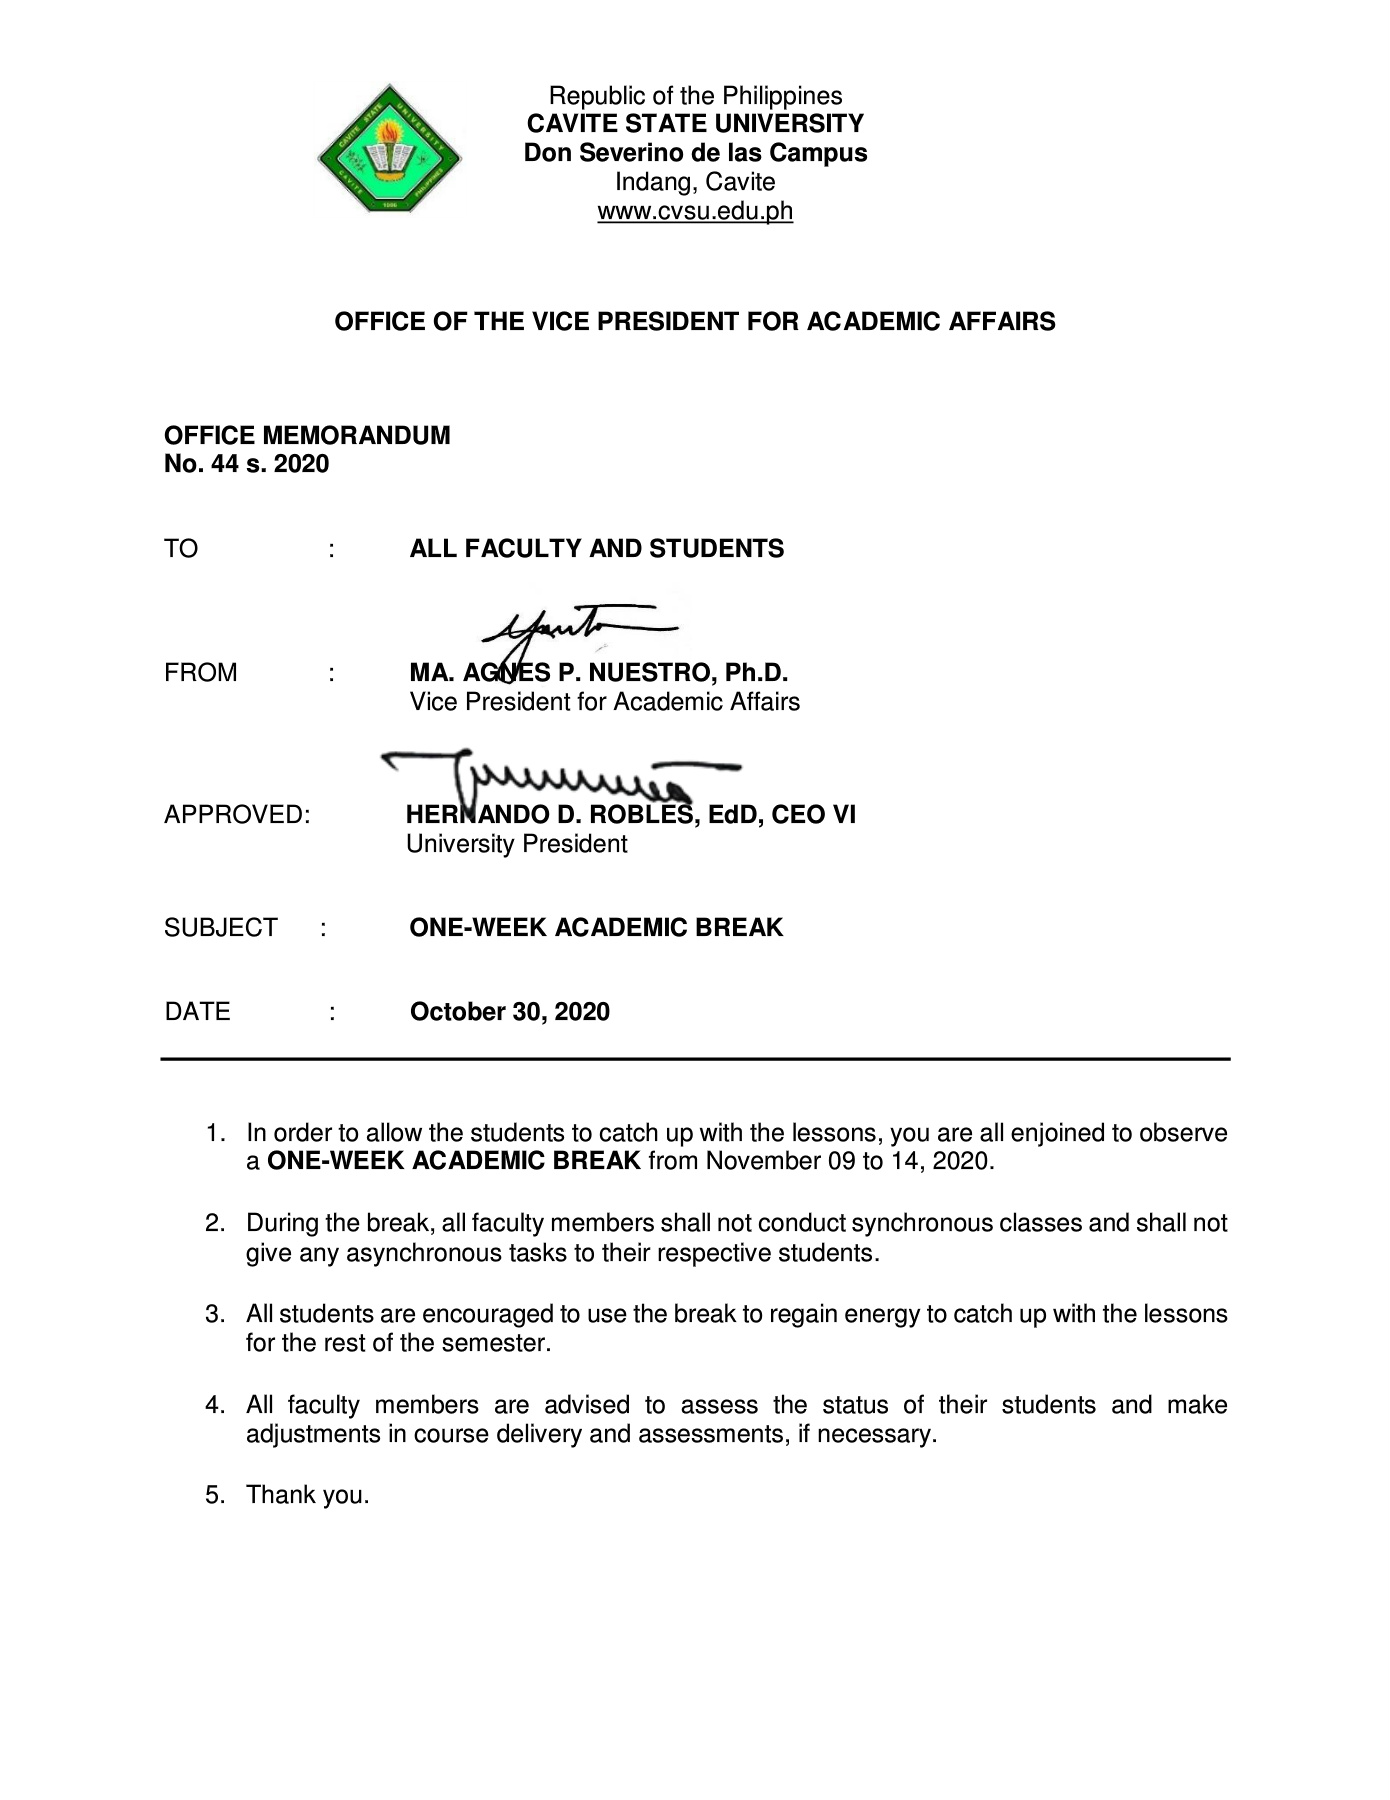 Republic of the Philippines
CAVITE STATE UNIVERSITY
Don Severino de las Campus
Indang, Cavite
www.cvsu.edu.ph
CAVITE STATE UNIVERSITY
CAVITE PHILIPPINES
1906
OFFICE OF THE VICE PRESIDENT FOR ACADEMIC AFFAIRS
OFFICE MEMORANDUM
No. 44 s. 2020
TO : ALL FACULTY AND STUDENTS
FROM : MA. AGNES P. NUESTRO, Ph.D.
Vice President for Academic Affairs
APPROVED: HERNANDO D. ROBLES, EdD, CEO VI
University President
SUBJECT : ONE-WEEK ACADEMIC BREAK
DATE : October 30, 2020
1. In order to allow the students to catch up with the lessons, you are all enjoined to observe
a ONE-WEEK ACADEMIC BREAK from November 09 to 14, 2020.
2. During the break, all faculty members shall not conduct synchronous classes and shall not
give any asynchronous tasks to their respective students.
3. All students are encouraged to use the break to regain energy to catch up with the lessons
for the rest of the semester.
4. All faculty members are advised to assess the status of their students and make
adjustments in course delivery and assessments, if necessary.
5. Thank you.